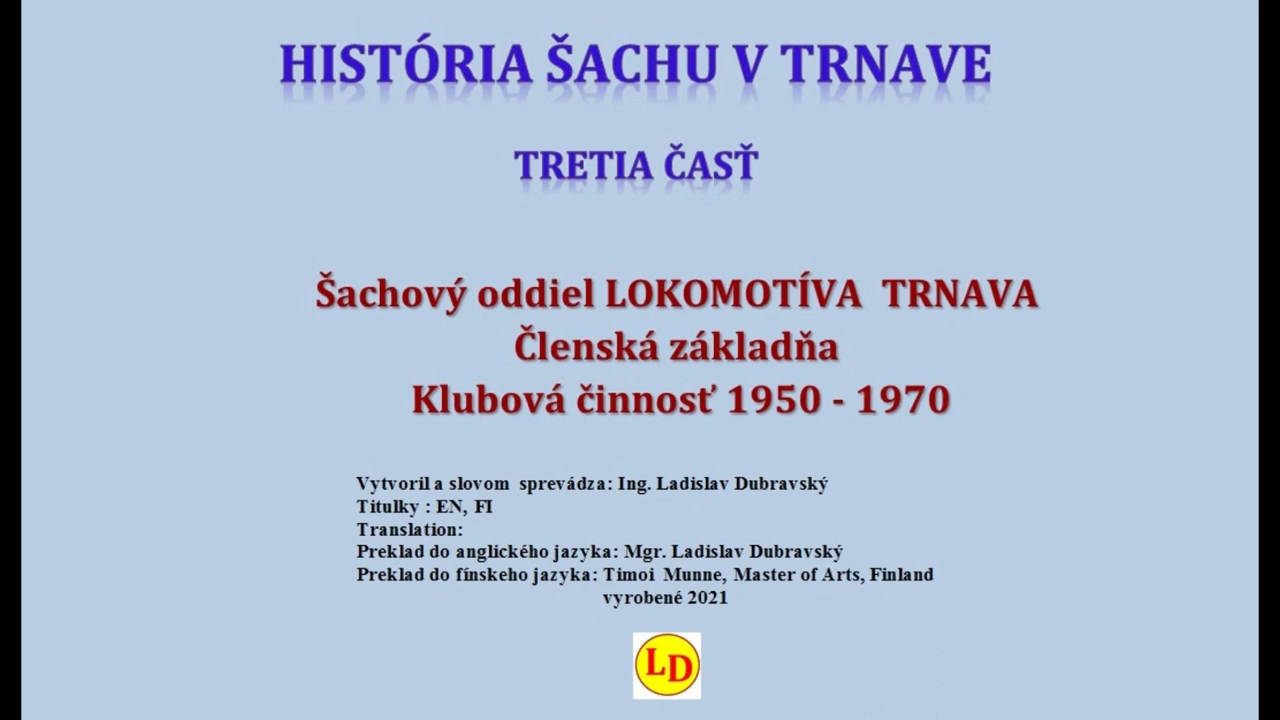 HISTÓRIA ŠACHU V TRNAVE
TRETIA ČASŤ
Šachový oddiel LOKOMOTÍVA TRNAVA
Členská základňa
Klubová činnosť 1950 - 1970
Vytvoril a slovom sprevádza: Ing. Ladislav Dubravský
Titulky : EN, FI
Translation:
Preklad do anglického jazyka: Mgr. Ladislav Dubravský
Preklad do fínskeho jazyka: Timoi Munne, Master of Arts, Finland
vyrobené 2021
LD